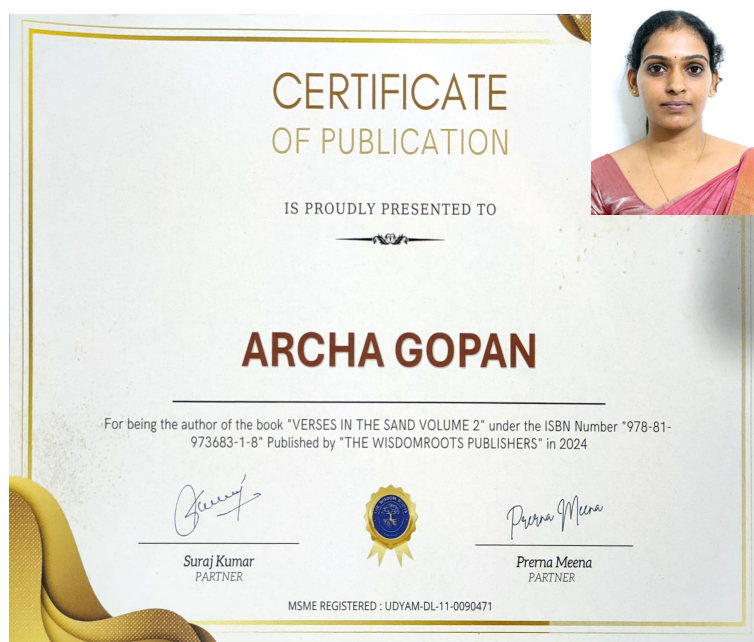 CERTIFICATE
OF PUBLICATION
IS PROUDLY PRESENTED TO
ARCHA GOPAN
For being the author of the book "VERSES IN THE SAND VOLUME 2" under the ISBN Number "978-81-
973683-1-8" Published by "THE WISDOMROOTS PUBLISHERS" in 2024
Prerna Meena
Suraj Kumar
PARTNER
Prerna Meena
PARTNER
MSME REGISTERED : UDYAM-DL-11-0090471